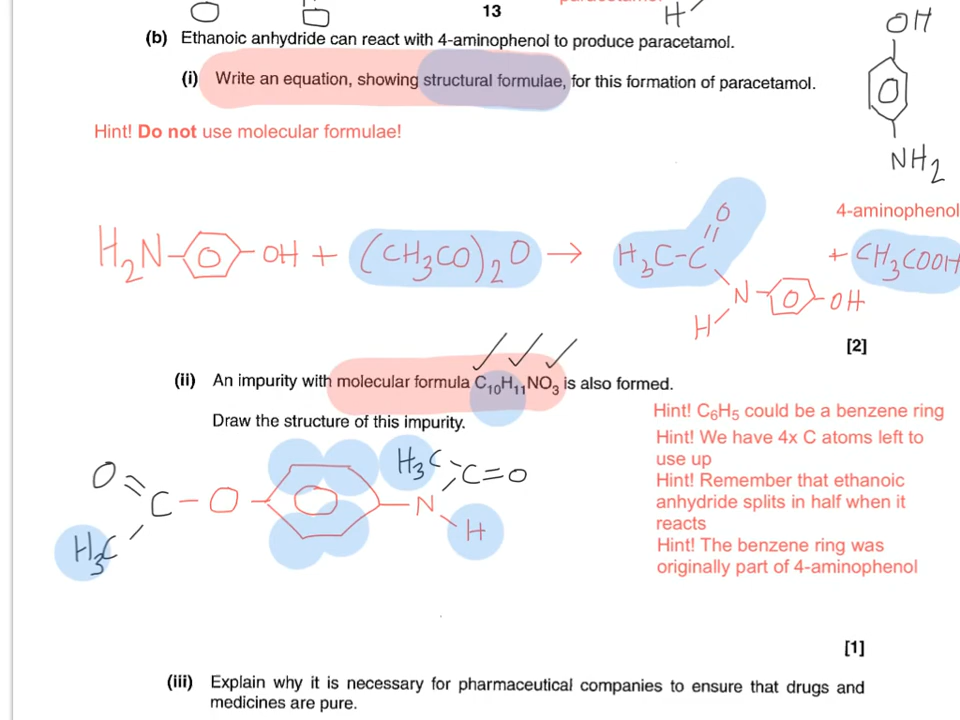 13
H
OH
(b) Ethanoic anhydride can react with 4-aminophenol to produce paracetamol.
(i) Write an equation, showing structural formulae, for this formation of paracetamol.
Hint! Do not use molecular formulae!
NH2
4-aminophenol
O
H2N OH + (CH3CO)2O → H3C-C + CH3COOH
N OH
H
[2]
(ii) An impurity with molecular formula C10H11NO3 is also formed.
Draw the structure of this impurity.
Hint! C6H5 could be a benzene ring
Hint! We have 4x C atoms left to
use up
Hint! Remember that ethanoic
anhydride splits in half when it
reacts
Hint! The benzene ring was
originally part of 4-aminophenol
H3C C=O
O
C-O N
H3C H
[1]
(iii) Explain why it is necessary for pharmaceutical companies to ensure that drugs and
medicines are pure.